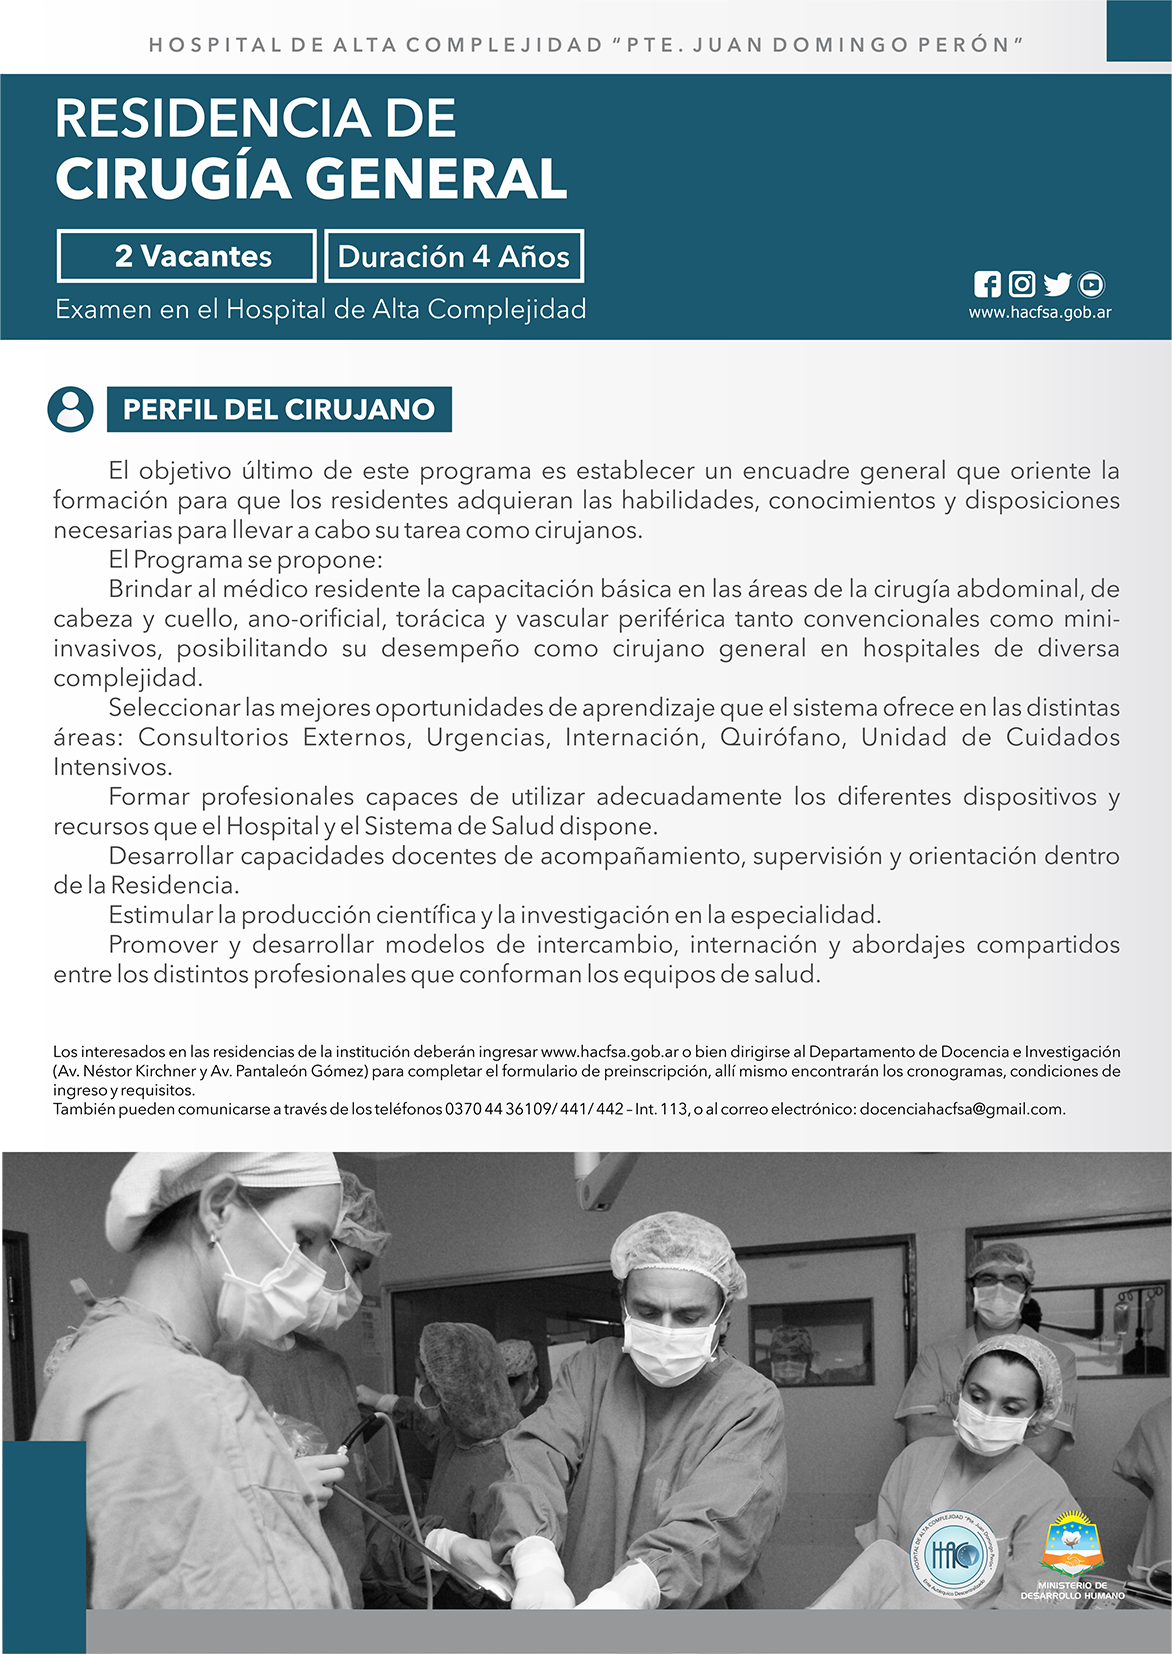 HOSPITAL DE ALTA COMPLEJIDAD "PTE. JUAN DOMINGO PERÓN"
RESIDENCIA DE
CIRUGÍA GENERAL
2 Vacantes
Duración 4 Años
Examen en el Hospital de Alta Complejidad
www.hacfsa.gob.ar
PERFIL DEL CIRUJANO
El objetivo último de este programa es establecer un encuadre general que oriente la
formación para que los residentes adquieran las habilidades, conocimientos y disposiciones
necesarias para llevar a cabo su tarea como cirujanos.
El Programa se propone:
Brindar al médico residente la capacitación básica en las áreas de la cirugía abdominal, de
cabeza y cuello, ano-orificial, torácica y vascular periférica tanto convencionales como mini-
invasivos, posibilitando su desempeño como cirujano general en hospitales de diversa
complejidad.
Seleccionar las mejores oportunidades de aprendizaje que el sistema ofrece en las distintas
áreas: Consultorios Externos, Urgencias, Internación, Quirófano, Unidad de Cuidados
Intensivos.
Formar profesionales capaces de utilizar adecuadamente los diferentes dispositivos y
recursos que el Hospital y el Sistema de Salud dispone.
Desarrollar capacidades docentes de acompañamiento, supervisión y orientación dentro
de la Residencia.
Estimular la producción científica y la investigación en la especialidad.
Promover y desarrollar modelos de intercambio, internación y abordajes compartidos
entre los distintos profesionales que conforman los equipos de salud.
Los interesados en las residencias de la institución deberán ingresar www.hacfsa.gob.ar o bien dirigirse al Departamento de Docencia e Investigación
(Av. Néstor Kirchner y Av. Pantaleón Gómez) para completar el formulario de preinscripción, allí mismo encontrarán los cronogramas, condiciones de
ingreso y requisitos.
También pueden comunicarse a través de los teléfonos 0370 44 36109/ 441/ 442 – Int. 113, o al correo electrónico: docenciahacfsa@gmail.com.
HOSPITAL DE ALTA COMPLEJIDAD "Pte. Juan Domingo Perón"
HAC
Ente Autárquico Descentralizado
MINISTERIO DE
DESARROLLO HUMANO